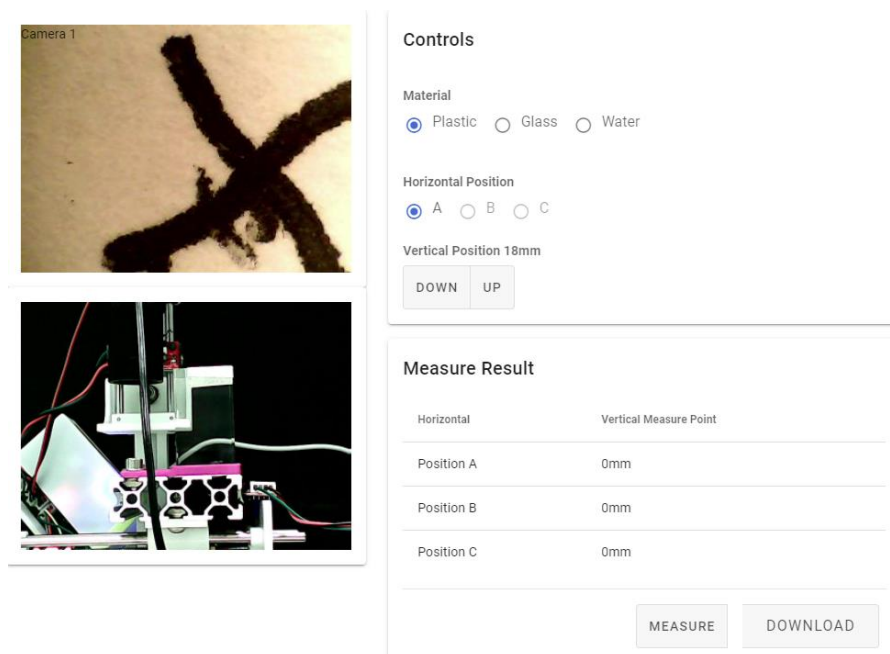 Camera 1
Controls
Material
Plastic Glass Water
Horizontal Position
A B C
Vertical Position 18mm
DOWN UP
Measure Result
Horizontal Vertical Measure Point
Position A 0mm
Position B 0mm
Position C 0mm
MEASURE DOWNLOAD